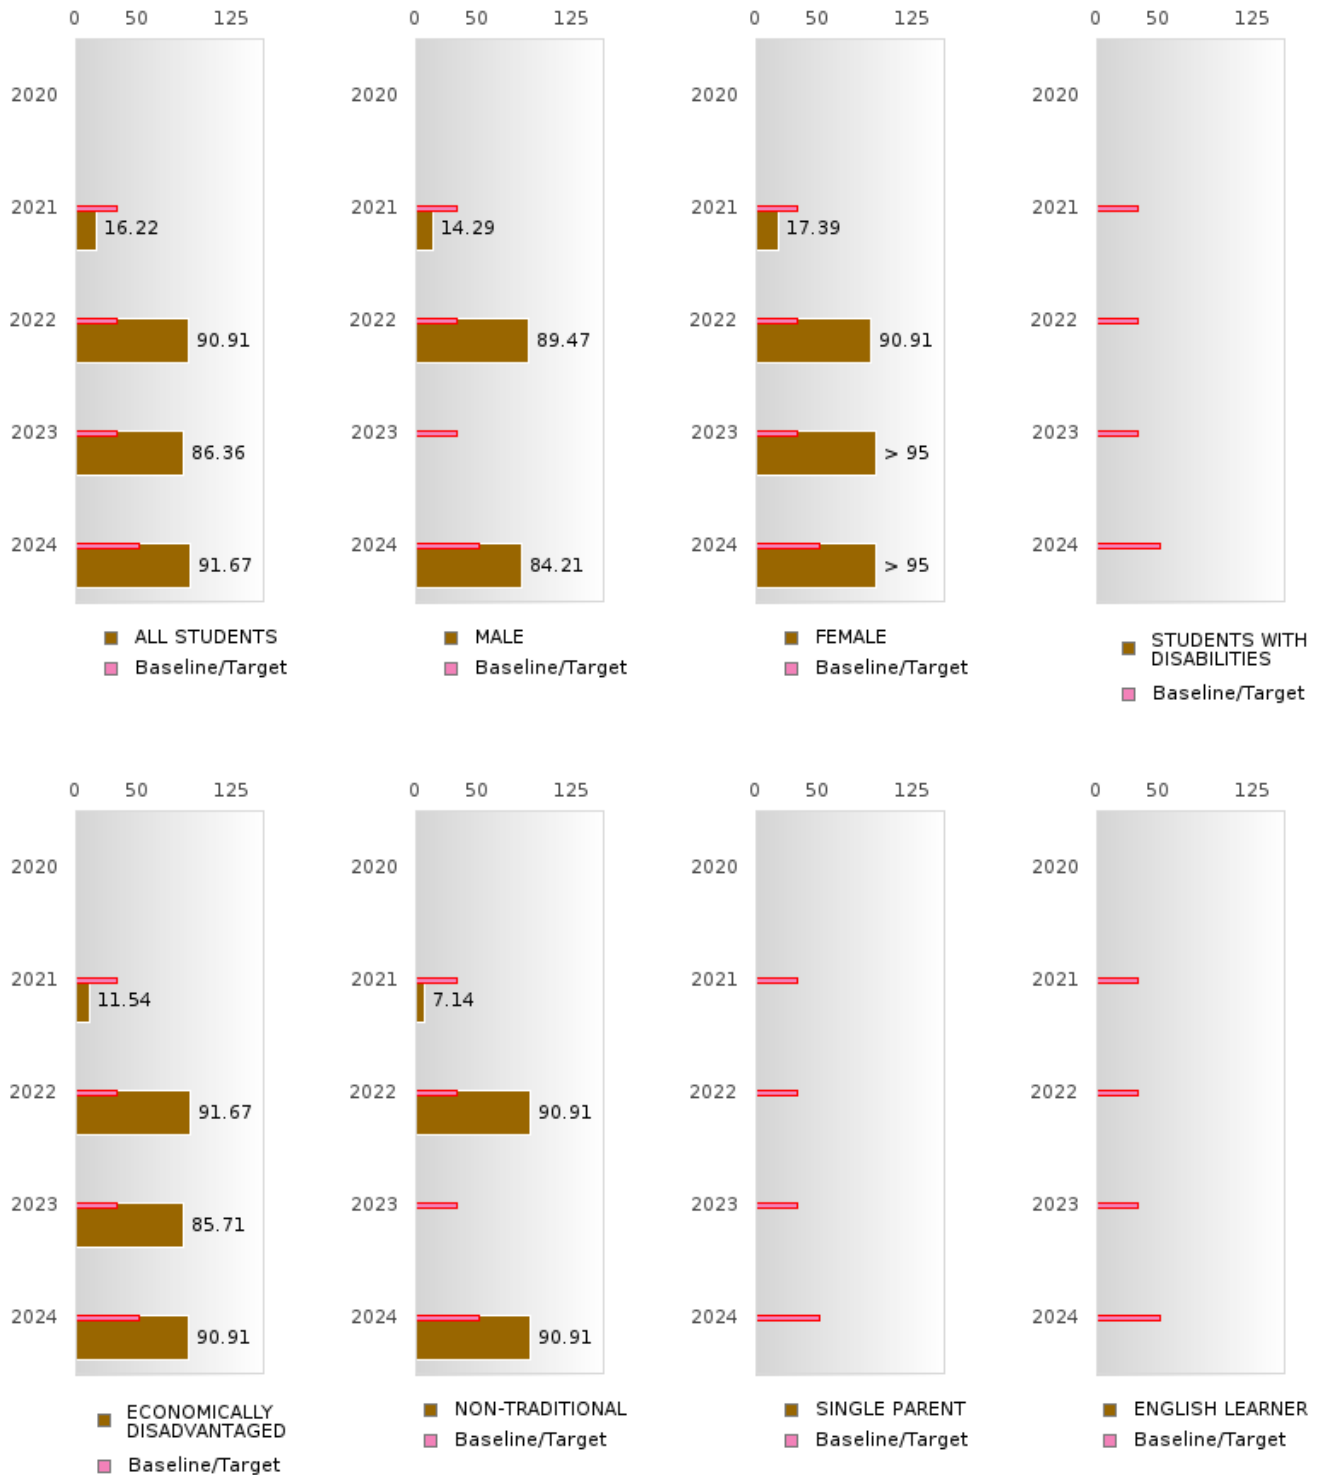 0 50 125
0 50 125
0 50 125
0 50 125
2020
2020
2020
2020
2021
16.22
2021
14.29
2021
17.39
2021
2022
90.91
2022
89.47
2022
90.91
2022
2023
86.36
2023
2023
> 95
2023
2024
91.67
2024
84.21
2024
> 95
2024
ALL STUDENTS
Baseline/Target
MALE
Baseline/Target
FEMALE
Baseline/Target
STUDENTS WITH
DISABILITIES
Baseline/Target
0 50 125
0 50 125
0 50 125
0 50 125
2020
2020
2020
2020
2021
11.54
2021
7.14
2021
2021
2022
91.67
2022
90.91
2022
2022
2023
85.71
2023
2023
2023
2024
90.91
2024
90.91
2024
2024
ECONOMICALLY
DISADVANTAGED
Baseline/Target
NON-TRADITIONAL
Baseline/Target
SINGLE PARENT
Baseline/Target
ENGLISH LEARNER
Baseline/Target